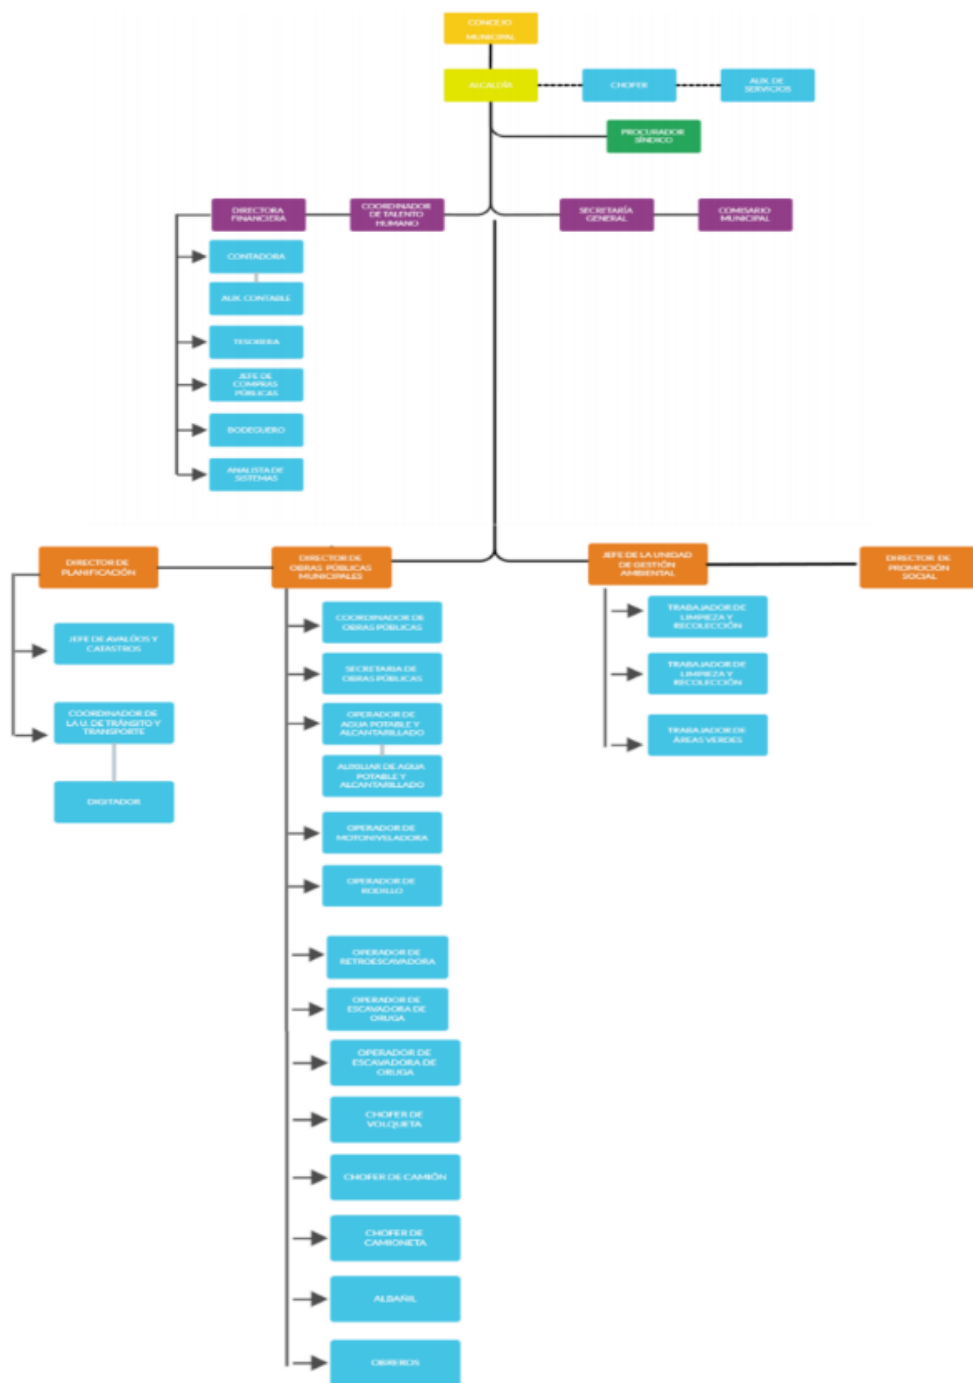 CONCEJO
MUNICIPAL
ALCALDÍA
CHOFER
AUX. DE
SERVICIOS
PROCURADOR
SÍNDICO
DIRECTORA
FINANCIERA
COORDINADOR
DE TALENTO
HUMANO
SECRETARÍA
GENERAL
COMISARIO
MUNICIPAL
CONTADORA
AUX. CONTABLE
TESORERA
JEFE DE
COMPRAS
PÚBLICAS
BODEGUERO
ANALISTA DE
SISTEMAS
DIRECTOR DE
PLANIFICACIÓN
DIRECTOR DE
OBRAS PÚBLICAS
MUNICIPALES
JEFE DE LA UNIDAD
DE GESTIÓN
AMBIENTAL
DIRECTOR DE
PROMOCIÓN
SOCIAL
JEFE DE AVALÚOS Y
CATASTROS
COORDINADOR DE
LA U. DE TRÁNSITO Y
TRANSPORTE
DIGITADOR
COORDINADOR DE
OBRAS PÚBLICAS
SECRETARIA DE
OBRAS PÚBLICAS
OPERADOR DE
AGUA POTABLE Y
ALCANTARILLADO
AUXILIAR DE AGUA
POTABLE Y
ALCANTARILLADO
OPERADOR DE
MOTONIVELADORA
OPERADOR DE
RODILLO
OPERADOR DE
RETROESCAVADORA
OPERADOR DE
ESCAVADORA DE
ORUGA
OPERADOR DE
ESCAVADORA DE
ORUGA
CHOFER DE
VOLQUETA
CHOFER DE CAMIÓN
CHOFER DE
CAMIONETA
ALBAÑIL
OBREROS
TRABAJADOR DE
LIMPIEZA Y
RECOLECCIÓN
TRABAJADOR DE
LIMPIEZA Y
RECOLECCIÓN
TRABAJADOR DE
ÁREAS VERDES